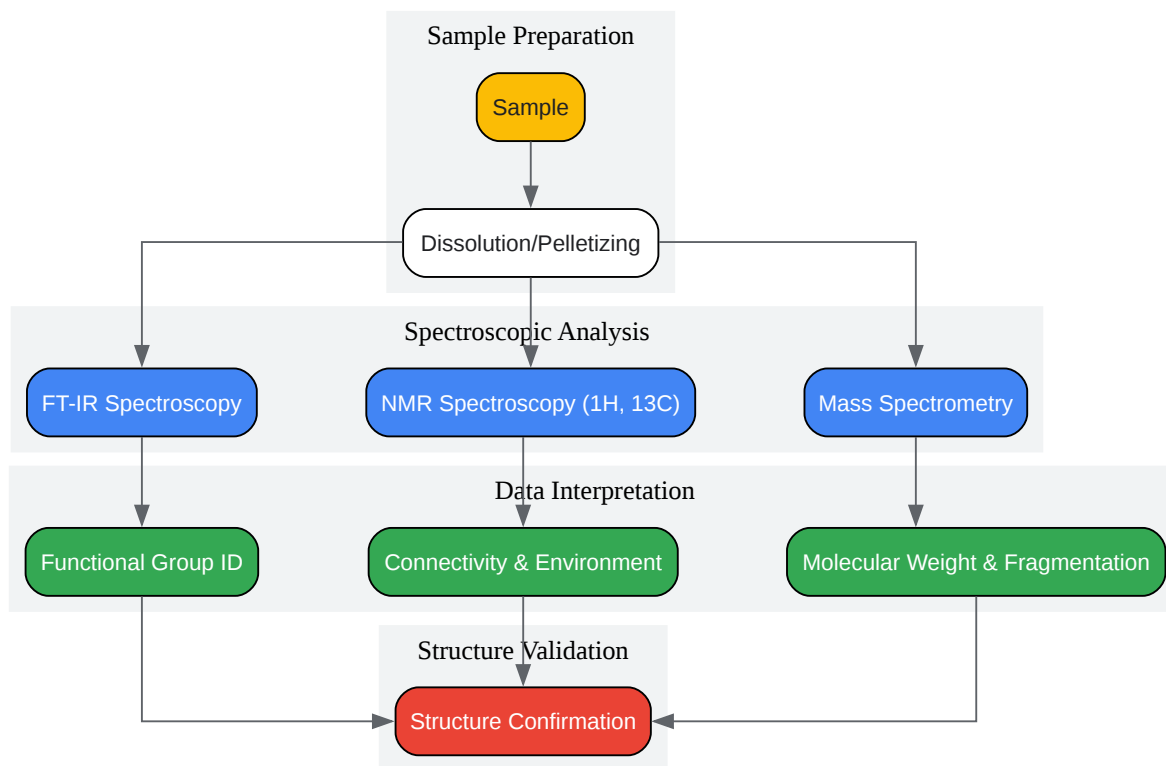 Sample Preparation
Sample
Dissolution/Pelletizing
Spectroscopic Analysis
FT-IR Spectroscopy
NMR Spectroscopy (1H, 13C)
Mass Spectrometry
Data Interpretation
Functional Group ID
Connectivity & Environment
Molecular Weight & Fragmentation
Structure Validation
Structure Confirmation